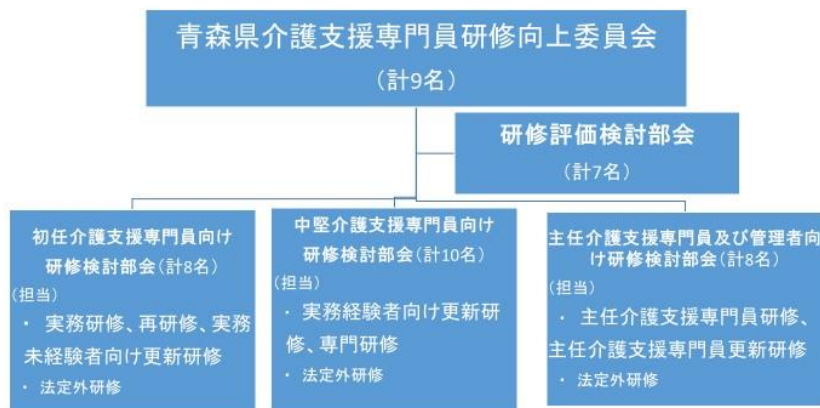 青森県介護支援専門員研修向上委員会
(計9名)
研修評価検討部会
(計7名)
初任介護支援専門員向け
研修検討部会(計8名)
(担当)
・ 実務研修、再研修、実務
未経験者向け更新研修
・ 法定外研修
中堅介護支援専門員向け
研修検討部会(計10名)
(担当)
・ 実務経験者向け更新研
修、専門研修
・ 法定外研修
主任介護支援専門員及び管理者向
け研修検討部会(計8名)
(担当)
・ 主任介護支援専門員研修、
主任介護支援専門員更新研修
・ 法定外研修